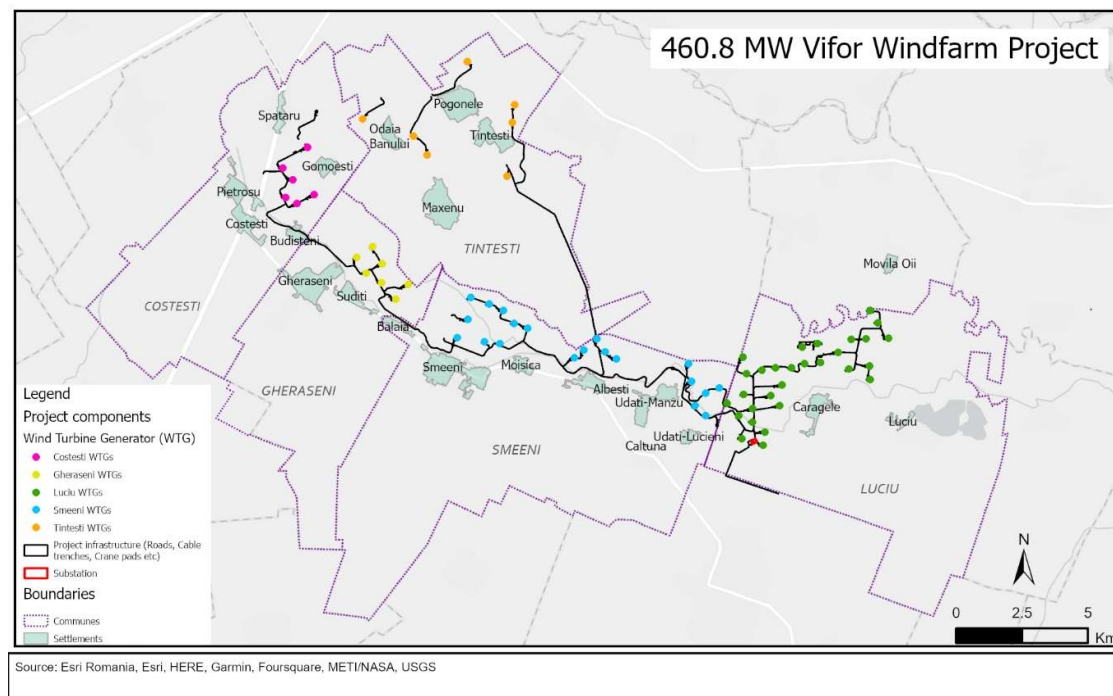 460.8 MW Vifor Windfarm Project
Pogonele
Spataru
Odaia
Banului
Tintesti
Gomoesti
Pietrosu
Maxenu
Costesti
Budisteni
TINTESTI
Movila Oii
Gheraseni
Suditi
COSTESTI
Balaia
Smeeni
Moisica
Albesti
GHERASENI
Udati-Manzu
Caragele
Luciu
Udati-Lucieni
Caltuna
SMEENI
LUCIU
Legend
Project components
Wind Turbine Generator (WTG)
Costesti WTGs
Gheraseni WTGs
Luciu WTGs
Smeeni WTGs
Tintesti WTGs
Project infrastructure (Roads, Cable
trenches, Crane pads etc)
Substation
Boundaries
Communes
Settlements
N
0 2.5 5
Km
Source: Esri Romania, Esri, HERE, Garmin, Foursquare, METI/NASA, USGS